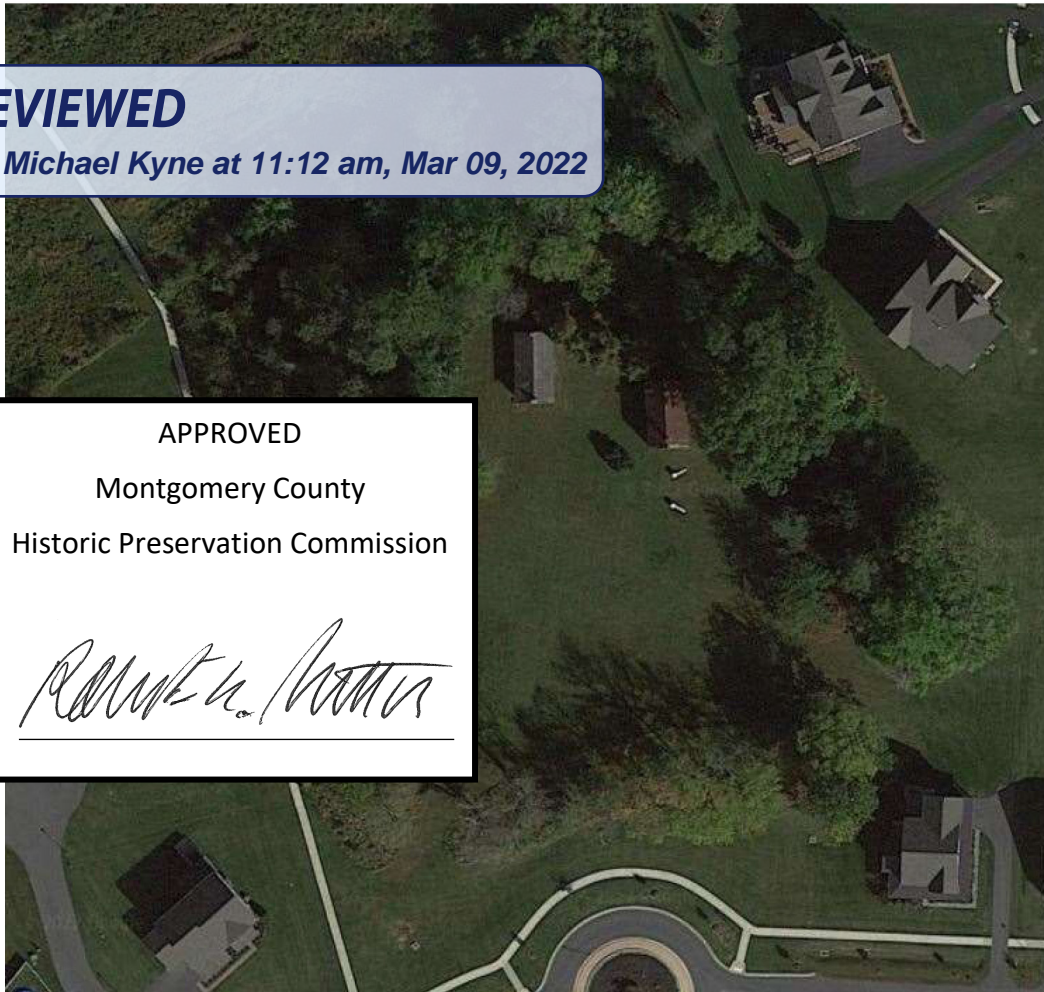 EVIEWED
Michael Kyne at 11:12 am, Mar 09, 2022
APPROVED
Montgomery County
Historic Preservation Commission